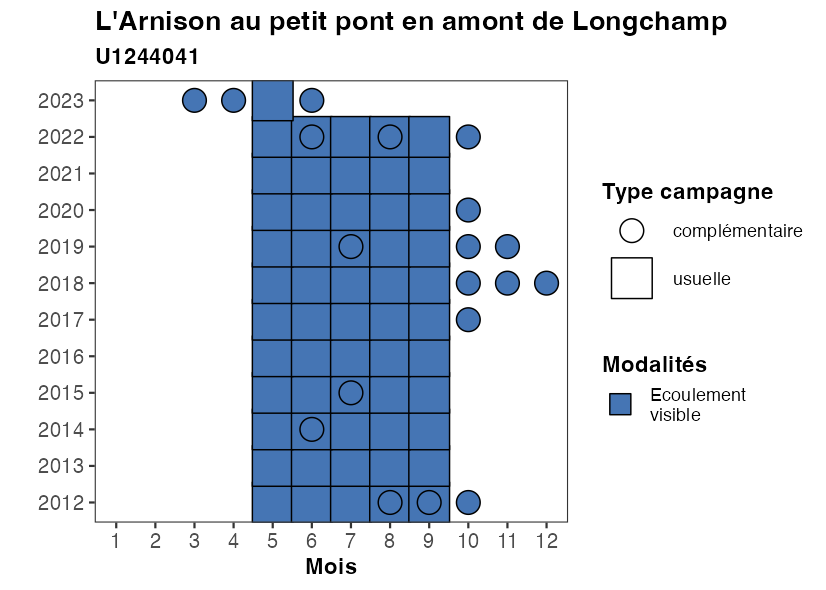 L'Arnison au petit pont en amont de Longchamp
U1244041
2023
2022
2021
2020
2019
2018
2017
2016
2015
2014
2013
2012
1 2 3 4 5 6 7 8 9 10 11 12
Mois
Type campagne
complémentaire
usuelle
Modalités
Ecoulement
visible